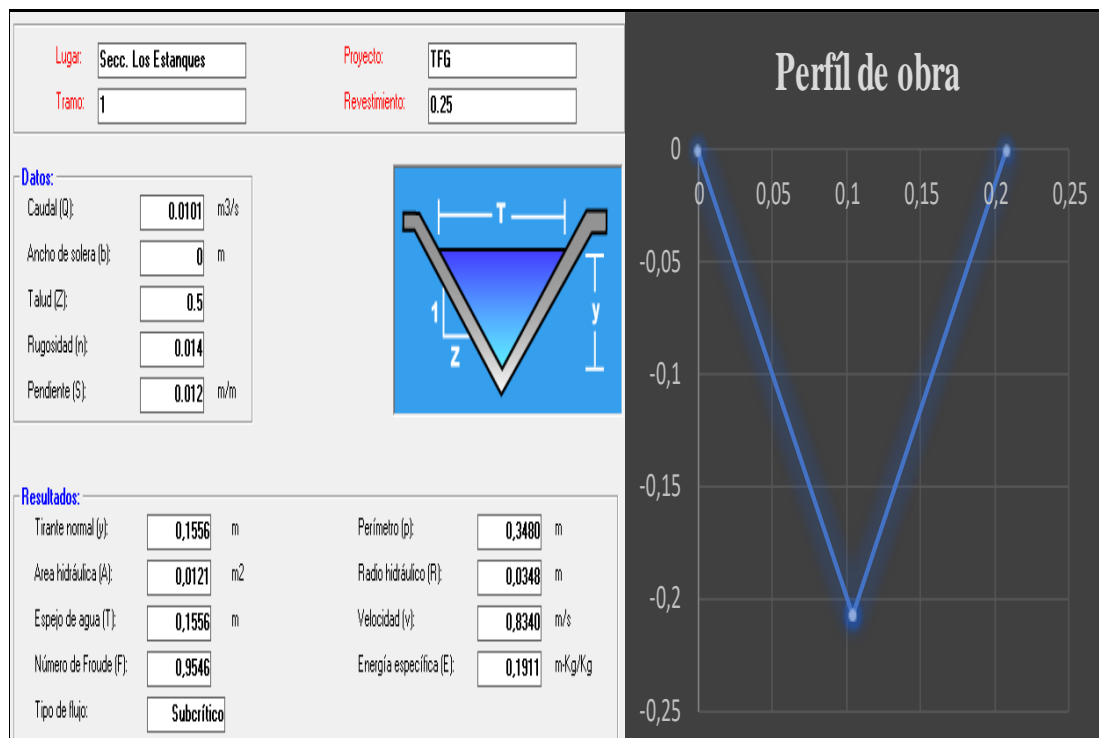 Lugar: Secc. Los Estanques Proyecto: TFG
Tramo: 1 Revestimiento: 0.25
Datos:
Caudal (Q): 0.0101 m3/s
Ancho de solera (b): 0 m
Talud (Z): 0.5
Rugosidad (n): 0.014
Pendiente (S): 0.012 m/m
T
y
1
Z
Resultados:
Tirante normal (y): 0,1556 m Perímetro (p): 0,3480 m
Area hidráulica (A): 0,0121 m2 Radio hidráulico (R): 0,0348 m
Espejo de agua (T): 0,1556 m Velocidad (v): 0,8340 m/s
Número de Froude (F): 0,9546 Energía específica (E): 0,1911 m-Kg/Kg
Tipo de flujo: Subcrítico
Perfíl de obra
0
0 0,05 0,1 0,15 0,2 0,25
-0,05
-0,1
-0,15
-0,2
-0,25